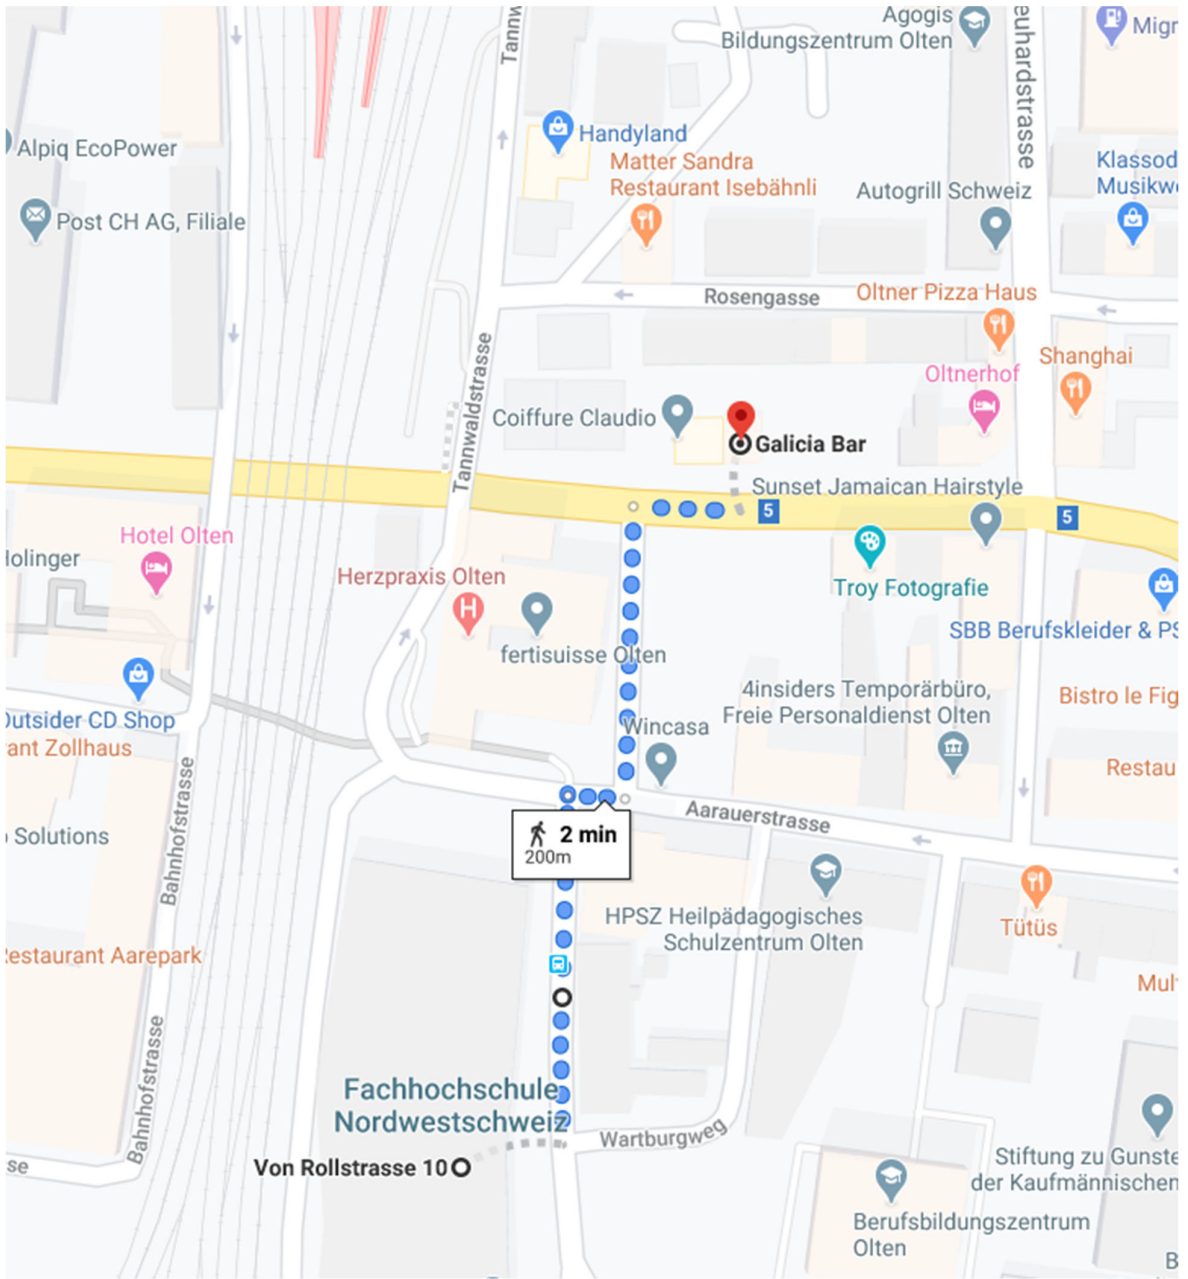 Agogis
Bildungszentrum Olten
Migr
Tannw
euhardstrasse
Handyland
Alpiq EcoPower
Matter Sandra
Restaurant Isebähnli
Klassod
Musikwe
Autogrill Schweiz
Post CH AG, Filiale
Rosengasse
Oltner Pizza Haus
Shanghai
Tannwaldstrasse
Oltnerhof
Coiffure Claudio
Galicia Bar
Sunset Jamaican Hairstyle
5
5
Hotel Olten
Holinger
Herzpraxis Olten
H
Troy Fotografie
fertisuisse Olten
SBB Berufskleider & PS
4insiders Temporärbüro,
Freie Personaldienst Olten
Bistro le Fig
Outsider CD Shop
ant Zollhaus
Wincasa
Restau
Aarauerstrasse
2 min
200m
Solutions
Bahnhofstrasse
HPSZ Heilpädagogisches
Schulzentrum Olten
Tütüs
estaurant Aarepark
Mul
Bahnhofstrasse
Fachhochschule
Nordwestschweiz
Wartburgweg
Von Rollstrasse 10
se
Stiftung zu Gunste
der Kaufmännischen
Berufsbildungszentrum
Olten
B